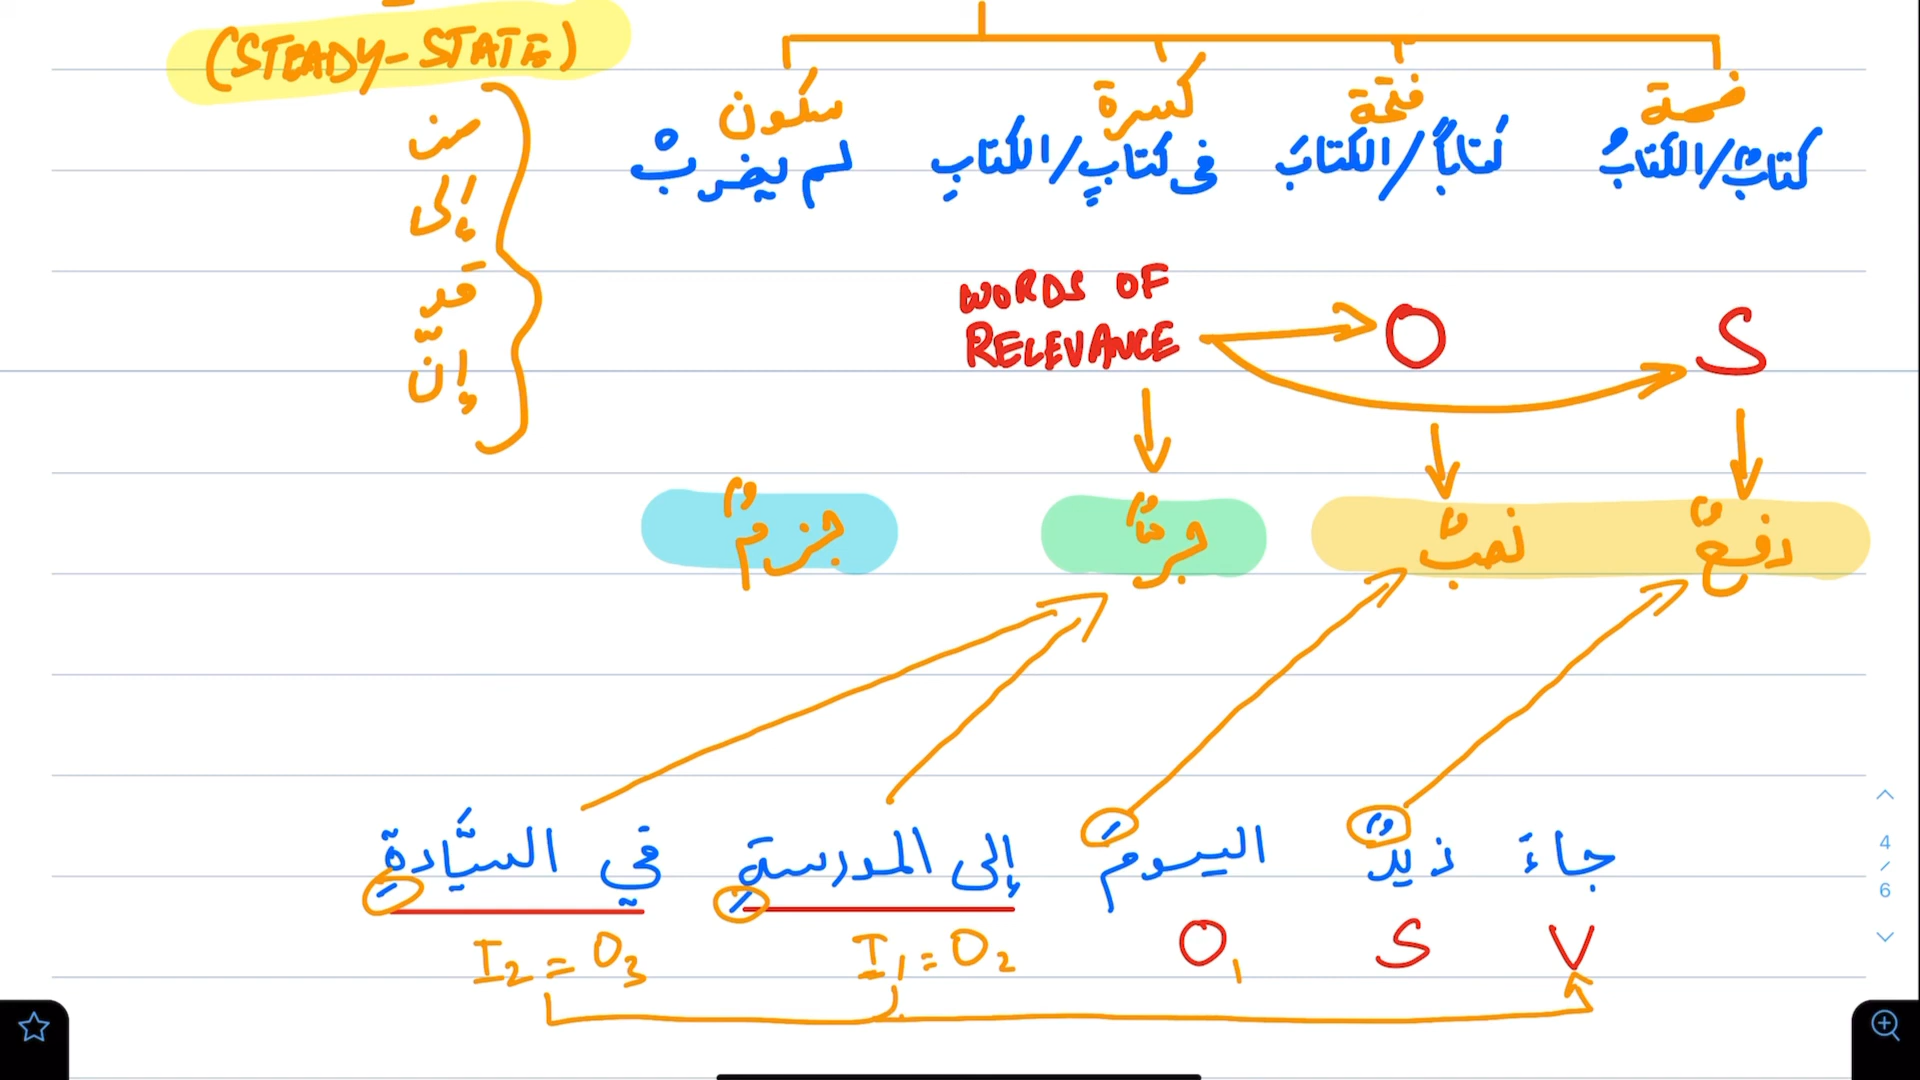 (STEADY-STATE)
ضمة فتحة كسرة سكون
كتابٌ/الكتابُ كتاباً/الكتابَ في كتابٍ/الكتابِ لم يضربْ
من
إلى
قد
إنّ
WORDS OF RELEVANCE
O S
رفعٌ نصبٌ جرٌّ جزمٌ
جاءَ زيدٌ اليومَ إلى المدرسةِ في السَّيَّارةِ
V S O₁ I₁=O₂ I₂=O₃
4/6